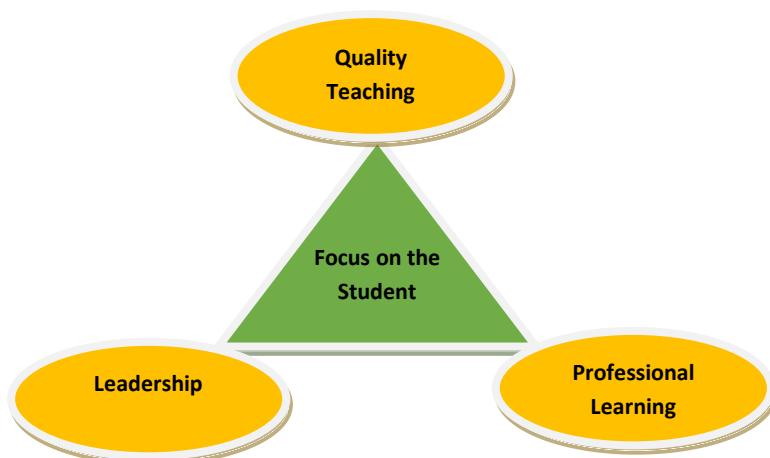 Quality
Teaching
Focus on the
Student
Leadership
Professional
Learning